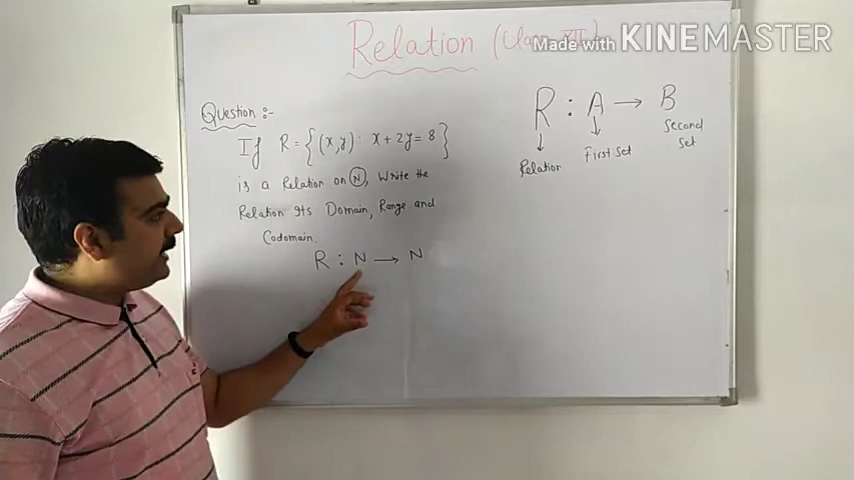 Relation (Class XII)
Made with KINEMASTER
Question :-
If R = { (x,y) : x + 2y = 8 }
is a Relation on N, Write the
Relation Its Domain, Range and
Codomain.
R : N → N
R : A → B
Relation
First Set
Second
Set